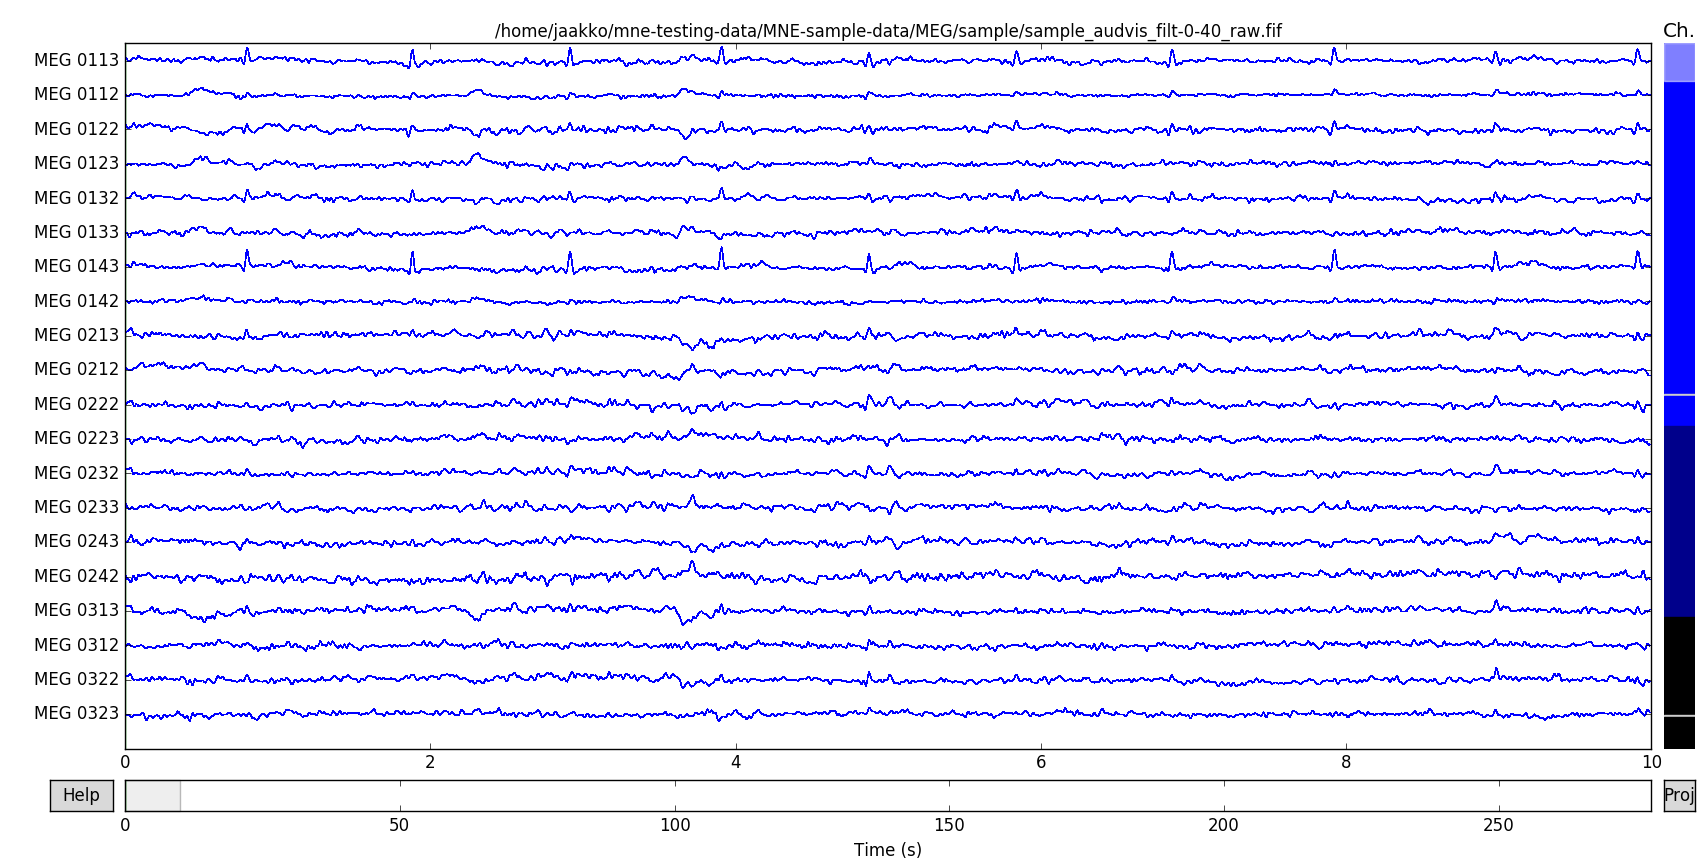 /home/jaakko/mne-testing-data/MNE-sample-data/MEG/sample/sample_audvis_filt-0-40_raw.fif
Ch.
MEG 0113
MEG 0112
MEG 0122
MEG 0123
MEG 0132
MEG 0133
MEG 0143
MEG 0142
MEG 0213
MEG 0212
MEG 0222
MEG 0223
MEG 0232
MEG 0233
MEG 0243
MEG 0242
MEG 0313
MEG 0312
MEG 0322
MEG 0323
0 2 4 6 8 10
Help
Proj
0 50 100 150 200 250
Time (s)